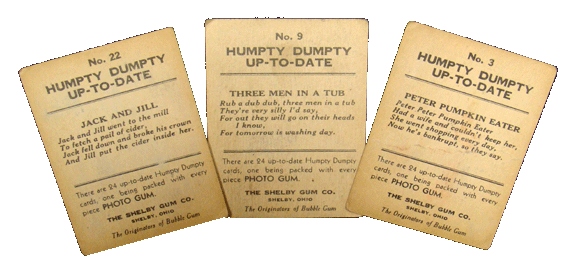 No. 22
HUMPTY DUMPTY
UP-TO-DATE
JACK AND JILL
Jack and Jill went to the mill
To fetch a pail of cider.
Jack fell down and broke his crown
And Jill put the cider inside her.
There are 24 up-to-date Humpty Dumpty
cards, one being packed with every
piece PHOTO GUM.
THE SHELBY GUM CO.
SHELBY, OHIO
The Originators of Bubble Gum
No. 9
HUMPTY DUMPTY
UP-TO-DATE
THREE MEN IN A TUB
Rub a dub dub, three men in a tub
They're very silly I'd say,
For out they will go on their heads
I know,
For tomorrow is washing day.
There are 24 up-to-date Humpty Dumpty
cards, one being packed with every
piece PHOTO GUM.
THE SHELBY GUM CO.
SHELBY, OHIO
The Originators of Bubble Gum
No. 3
HUMPTY DUMPTY
UP-TO-DATE
PETER PUMPKIN EATER
Peter Peter Pumpkin Eater
Had a wife and couldn't keep her.
She went shopping every day,
Now he's bankrupt, so they say.
There are 24 up-to-date Humpty Dumpty
cards, one being packed with every
piece PHOTO GUM.
THE SHELBY GUM CO.
SHELBY, OHIO
The Originators of Bubble Gum